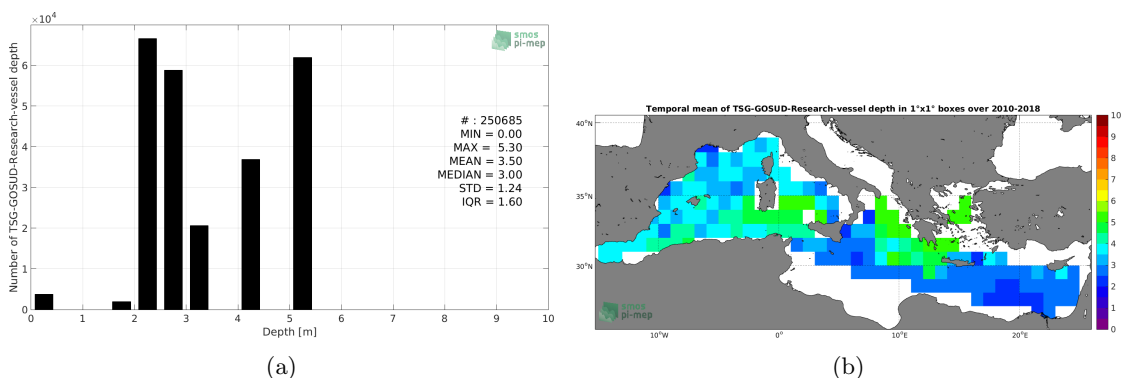 ×10⁴
7
6
5
4
3
2
1
0
Number of TSG-GOSUD-Research-vessel depth
0 1 2 3 4 5 6 7 8 9 10
Depth [m]
smos
pi-mep
# : 250685
MIN = 0.00
MAX = 5.30
MEAN = 3.50
MEDIAN = 3.00
STD = 1.24
IQR = 1.60
(a)
Temporal mean of TSG-GOSUD-Research-vessel depth in 1°x1° boxes over 2010-2018
40°N
35°N
30°N
10°W 0° 10°E 20°E
smos
pi-mep
10
9
8
7
6
5
4
3
2
1
0
(b)